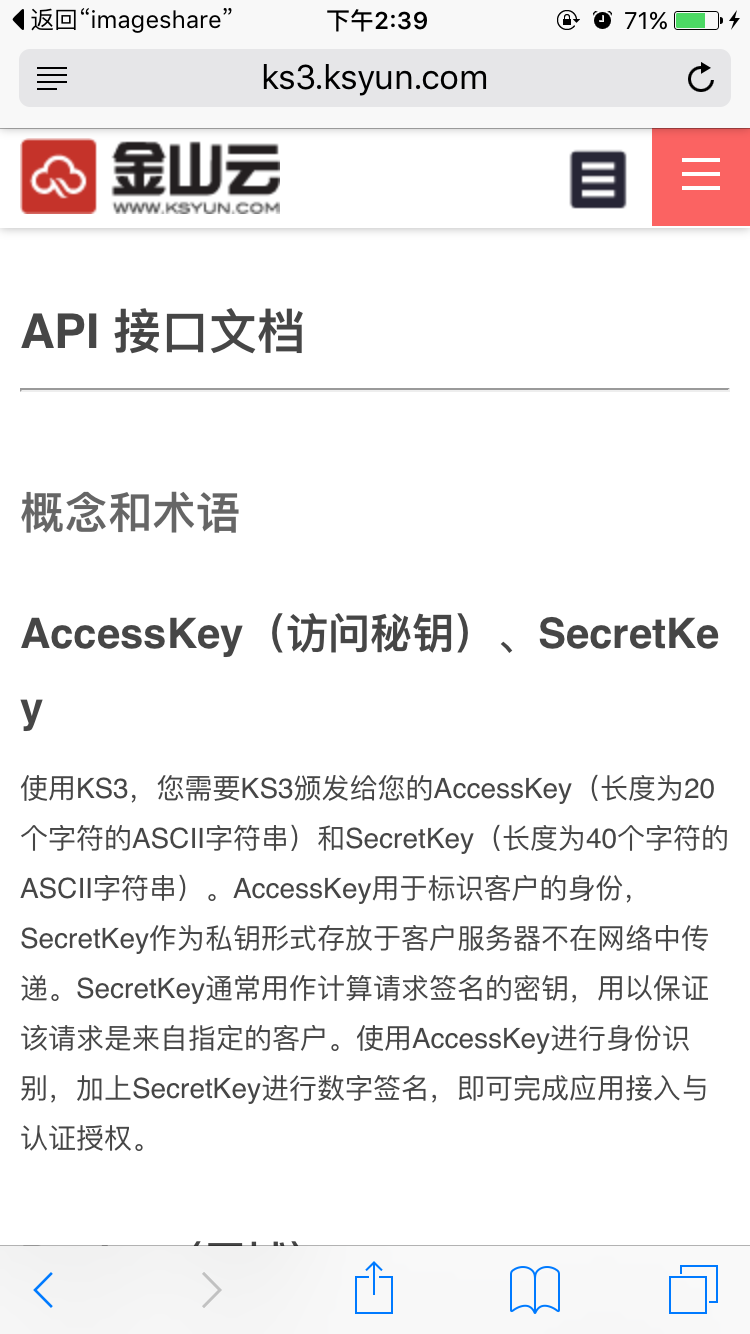 返回“imageshare”
下午2:39
71%
ks3.ksyun.com
金山云
WWW.KSYUN.COM
API 接口文档
概念和术语
AccessKey（访问秘钥）、SecretKe
y
使用KS3，您需要KS3颁发给您的AccessKey（长度为20
个字符的ASCII字符串）和SecretKey（长度为40个字符的
ASCII字符串）。AccessKey用于标识客户的身份，
SecretKey作为私钥形式存放于客户服务器不在网络中传
递。SecretKey通常用作计算请求签名的密钥，用以保证
该请求是来自指定的客户。使用AccessKey进行身份识
别，加上SecretKey进行数字签名，即可完成应用接入与
认证授权。